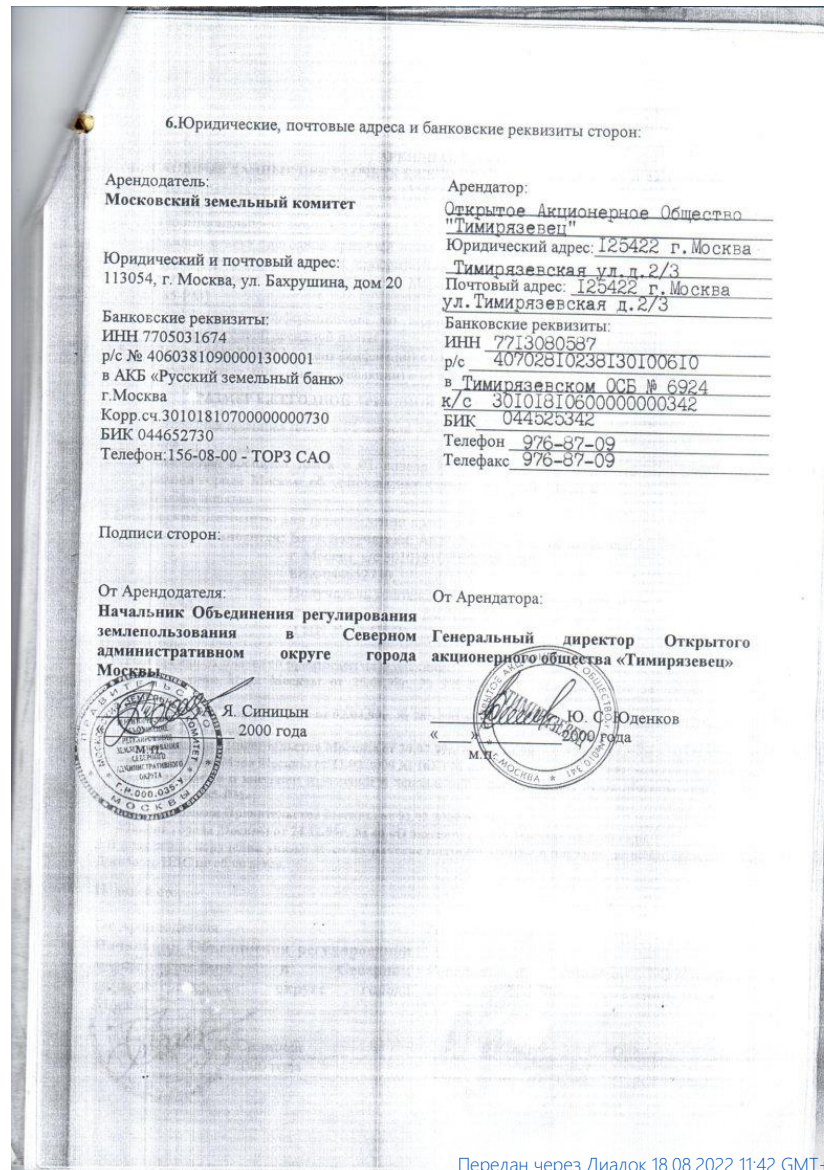 6.Юридические, почтовые адреса и банковские реквизиты сторон:
Арендодатель:
Московский земельный комитет
Юридический и почтовый адрес:
113054, г. Москва, ул. Бахрушина, дом 20
Банковские реквизиты:
ИНН 7705031674
р/с № 40603810900001300001
в АКБ «Русский земельный банк»
г.Москва
Корр.сч.30101810700000000730
БИК 044652730
Телефон:156-08-00 - ТОРЗ САО
Арендатор:
Открытое Акционерное Общество
"Тимирязевец"
Юридический адрес: 125422 г.Москва
Тимирязевская ул.д.2/3
Почтовый адрес: 125422 г.Москва
ул.Тимирязевская д.2/3
Банковские реквизиты:
ИНН 7713080587
р/с 40702810238130100610
в Тимирязевском ОСБ № 6924
к/с 30101810600000000342
БИК 044525342
Телефон 976-87-09
Телефакс 976-87-09
Подписи сторон:
От Арендодателя:
Начальник Объединения регулирования
землепользования в Северном
административном округе города
Москвы
Я. Синицын
2000 года
М.П.
От Арендатора:
Генеральный директор Открытого
акционерного общества «Тимирязевец»
Ю. С. Юденков
« » 2000 года
М.П.
ТИМИРЯЗЕВЕЦ
МОСКВА
Г.Р.000.035-У
МОСКВЫ
Передан через Диадок 18.08.2022 11:42 GMT